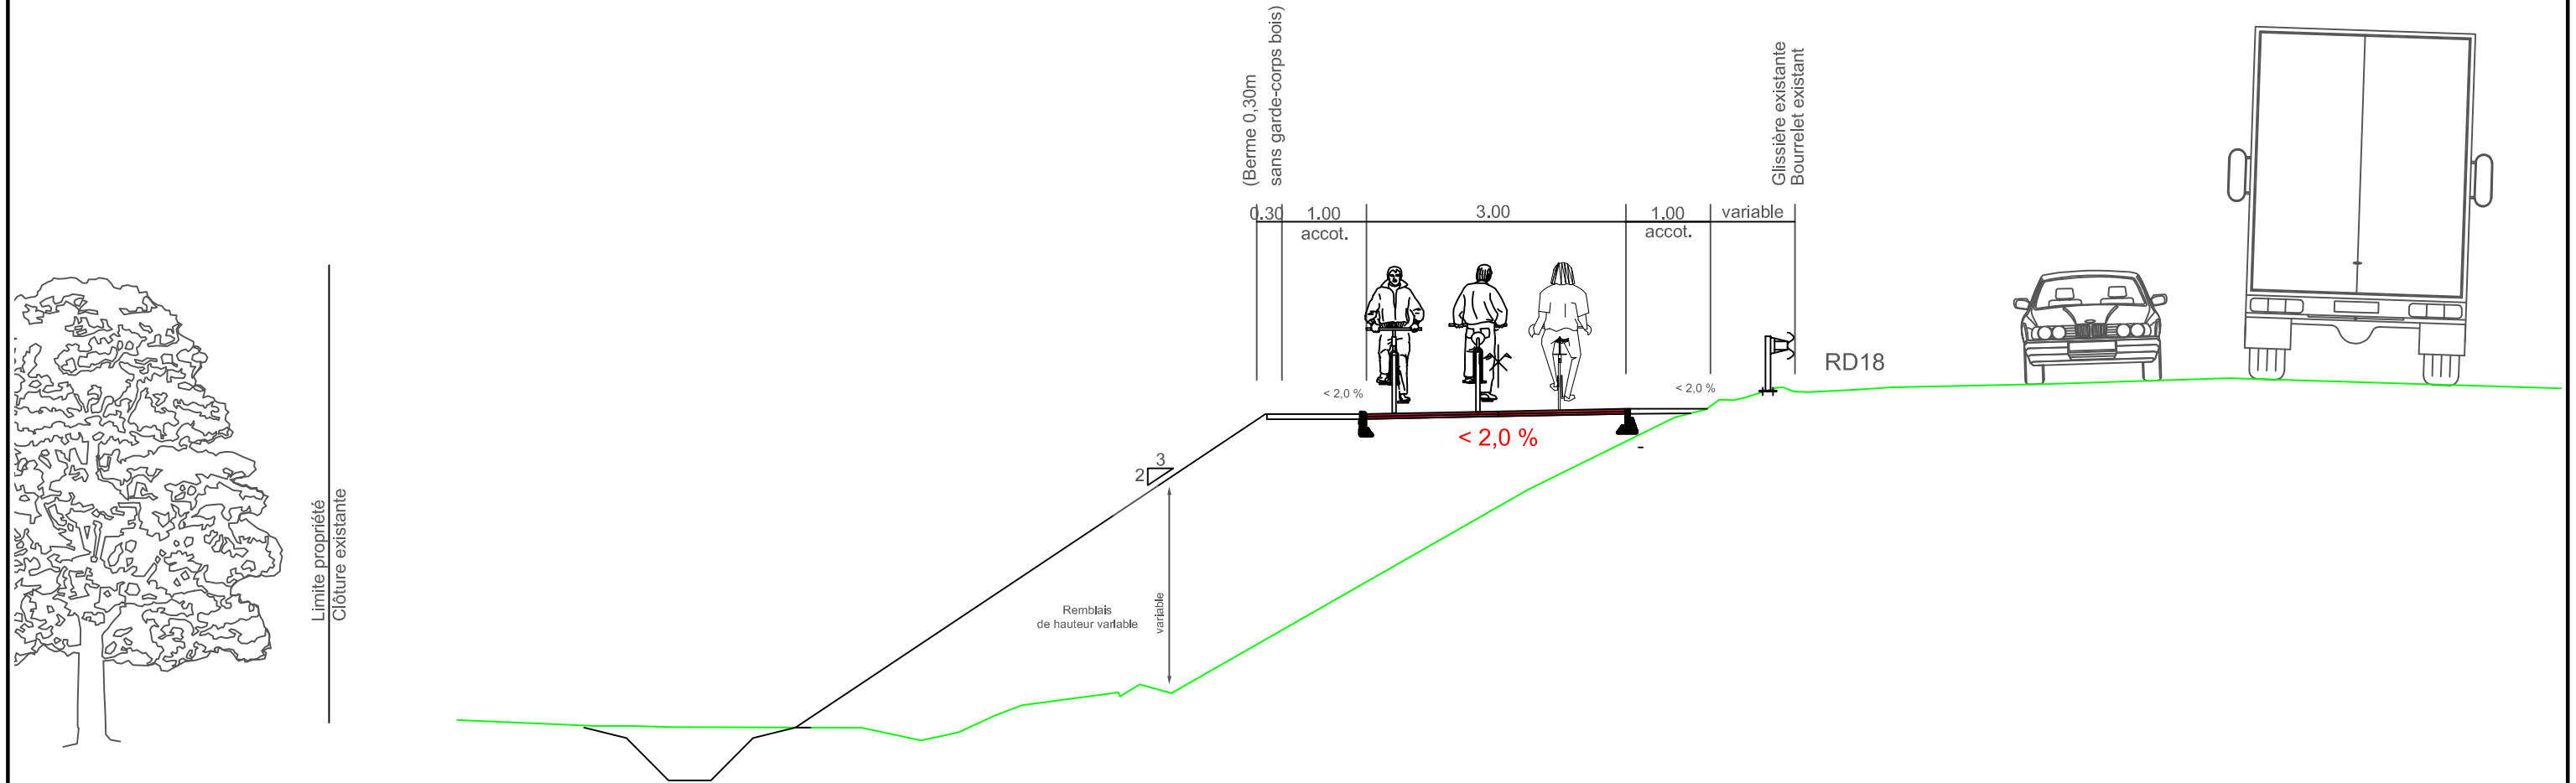 (Berme 0,30m
sans garde-corps bois)
Glissière existante
Bourrelet existant
0.30
1.00
3.00
1.00
variable
accot.
accot.
< 2,0 %
< 2,0 %
RD18
< 2,0 %
3
2
Limite propriété
Clôture existante
Remblais
de hauteur variable
variable